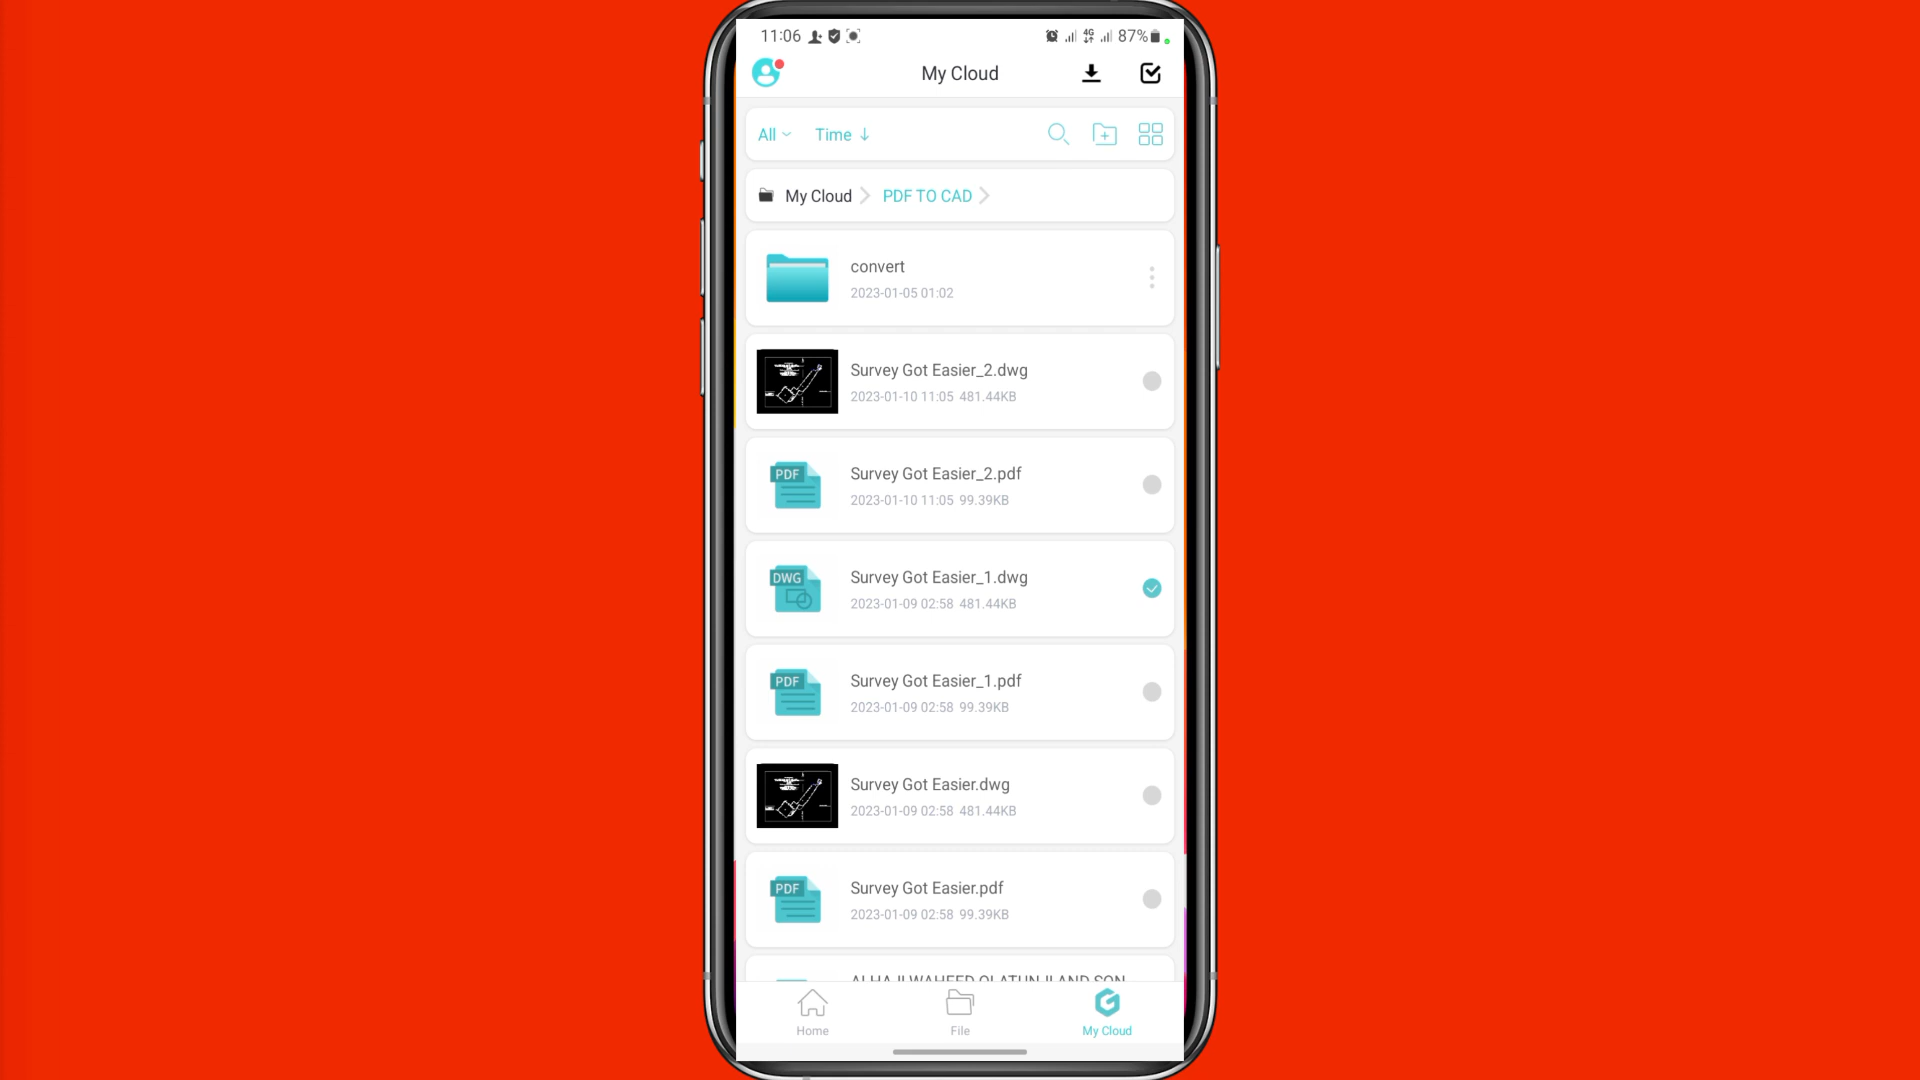 11:06 4G 87%
My Cloud
All Time
My Cloud PDF TO CAD
convert
2023-01-05 01:02
Survey Got Easier_2.dwg
2023-01-10 11:05 481.44KB
PDF
Survey Got Easier_2.pdf
2023-01-10 11:05 99.39KB
DWG
Survey Got Easier_1.dwg
2023-01-09 02:58 481.44KB
PDF
Survey Got Easier_1.pdf
2023-01-09 02:58 99.39KB
Survey Got Easier.dwg
2023-01-09 02:58 481.44KB
PDF
Survey Got Easier.pdf
2023-01-09 02:58 99.39KB
ALHAJI WAHEED OLATUNJI AND SON
Home File My Cloud